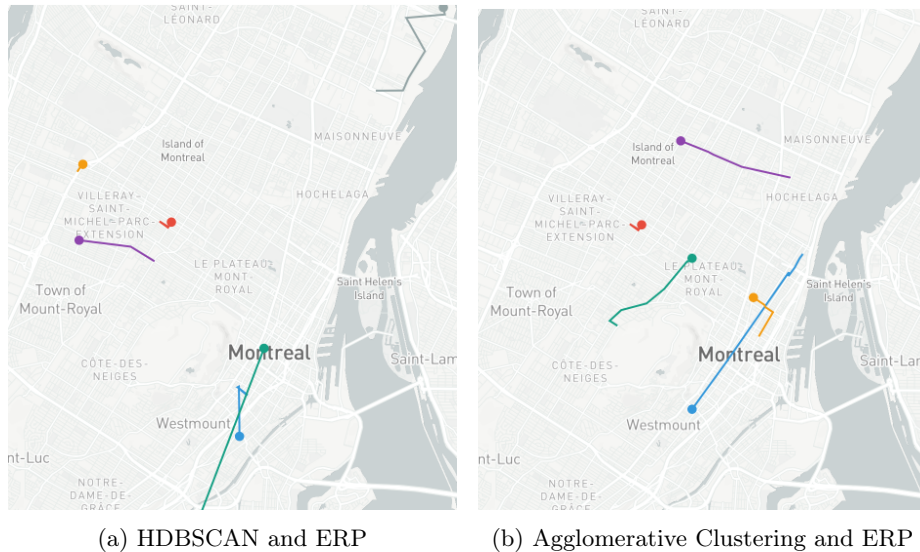 SAINT-
LÉONARD
Island of
Montreal
MAISONNEUVE
HOCHELAGA
VILLERAY–
SAINT-
MICHEL–PARC-
EXTENSION
LE PLATEAU-
MONT-
ROYAL
Saint Helen's
Island
Town of
Mount-Royal
Montreal
CÔTE-DES-
NEIGES
Saint-Lam
Westmount
nt-Luc
NOTRE-
DAME-DE-
GRÂCE
(a) HDBSCAN and ERP
SAINT-
LÉONARD
Island of
Montreal
MAISONNEUVE
HOCHELAGA
VILLERAY–
SAINT-
MICHEL–PARC-
EXTENSION
LE PLATEAU-
MONT-
ROYAL
Saint Helen's
Island
Town of
Mount-Royal
Montreal
CÔTE-DES-
NEIGES
Saint-Lam
Westmount
nt-Luc
NOTRE-
DAME-DE-
GRÂCE
(b) Agglomerative Clustering and ERP